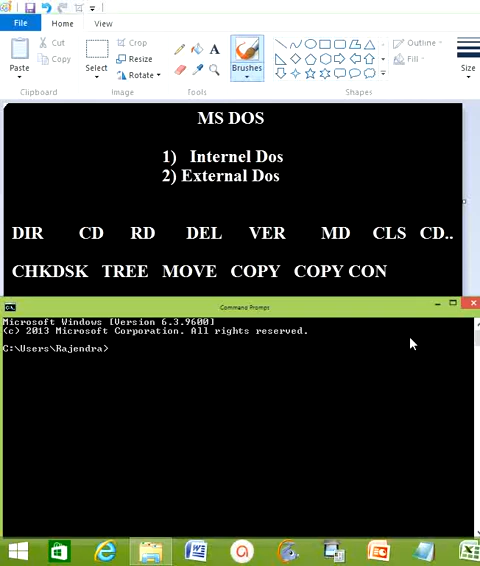 File Home View
Cut
Copy
Paste
Clipboard
Select
Crop
Resize
Rotate
Image
A
Tools
Brushes
Shapes
Outline
Fill
Size
MS DOS
1) Internel Dos
2) External Dos
DIR CD RD DEL VER MD CLS CD..
CHKDSK TREE MOVE COPY COPY CON
Command Prompt
Microsoft Windows [Version 6.3.9600]
(c) 2013 Microsoft Corporation. All rights reserved.
C:\Users\Rajendra>